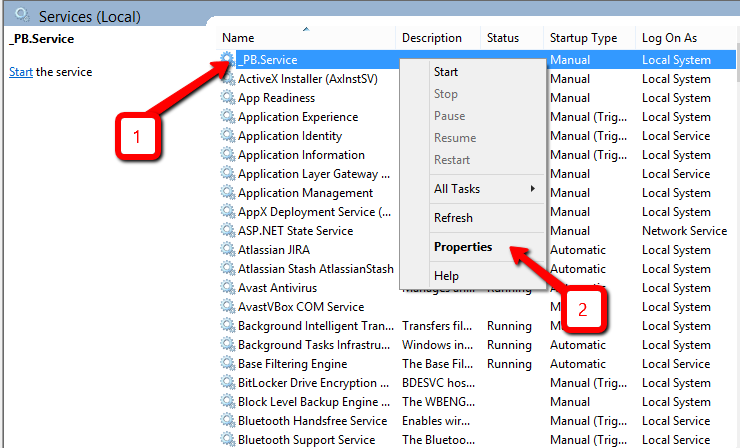 Services (Local)
_PB.Service
Start the service
Name Description Status Startup Type Log On As
_PB.Service Manual Local System
ActiveX Installer (AxInstSV) Manual Local System
App Readiness Manual Local System
Application Experience Manual (Trig... Local System
Application Identity Manual (Trig... Local Service
Application Information Manual (Trig... Local System
Application Layer Gateway ... Manual Local Service
Application Management Manual Local System
AppX Deployment Service (... Manual Local System
ASP.NET State Service Manual Network Service
Atlassian JIRA Automatic Local System
Atlassian Stash AtlassianStash Automatic Local System
Avast Antivirus Manages an... Running Automatic Local System
AvastVBox COM Service Local System
Background Intelligent Tran... Transfers fil... Running Local System
Background Tasks Infrastru... Windows in... Running Automatic Local System
Base Filtering Engine The Base Fil... Running Automatic Local Service
BitLocker Drive Encryption ... BDESVC hos... Manual (Trig... Local System
Block Level Backup Engine ... The WBENG... Manual Local System
Bluetooth Handsfree Service Enables wir... Manual (Trig... Local Service
Bluetooth Support Service The Bluetoo... Manual (Trig... Local Service
Start
Stop
Pause
Resume
Restart
All Tasks
Refresh
Properties
Help
1
2